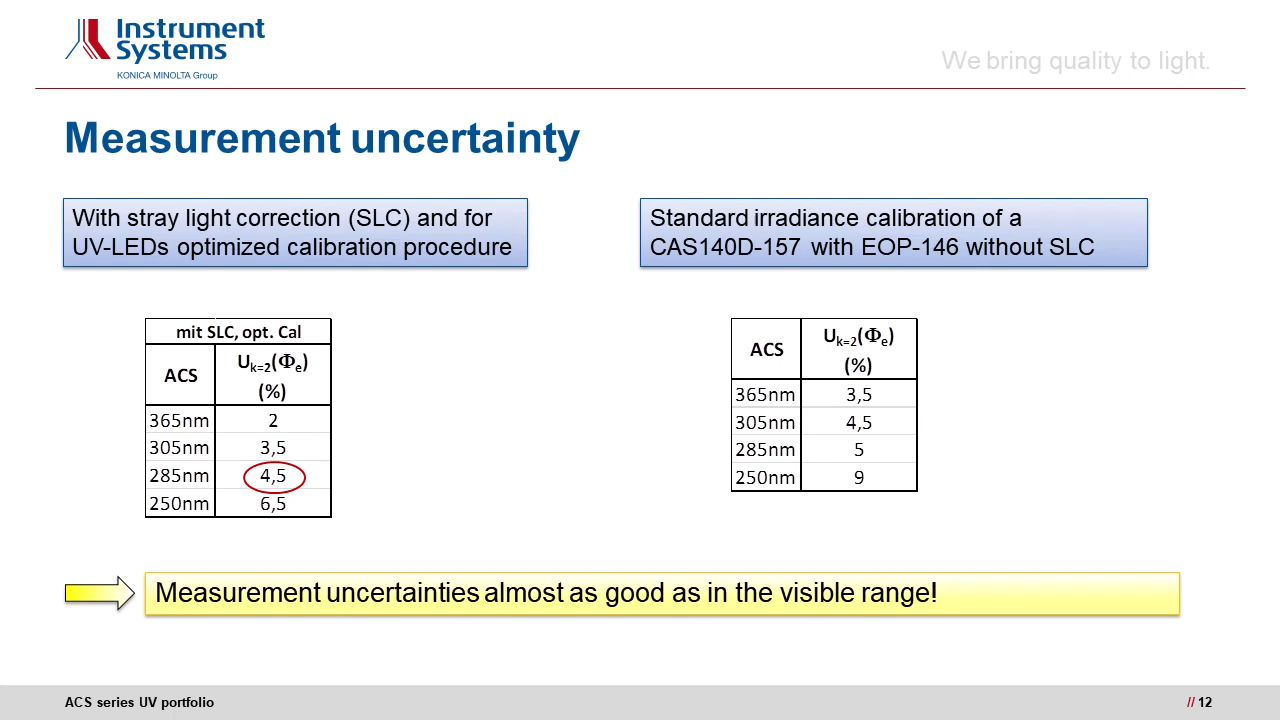 Instrument
Systems
KONICA MINOLTA Group
We bring quality to light.
Measurement uncertainty
With stray light correction (SLC) and for
UV-LEDs optimized calibration procedure
Standard irradiance calibration of a
CAS140D-157 with EOP-146 without SLC
mit SLC, opt. Cal
ACS Uk=2(Φe)
(%)
365nm 2
305nm 3,5
285nm 4,5
250nm 6,5
ACS Uk=2(Φe)
(%)
365nm 3,5
305nm 4,5
285nm 5
250nm 9
Measurement uncertainties almost as good as in the visible range!
ACS series UV portfolio
// 12